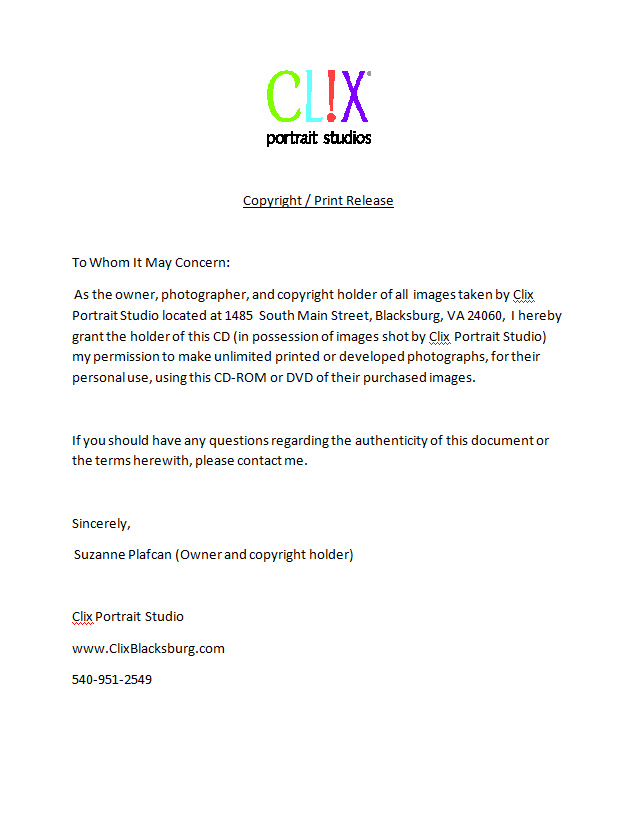 CL!X
portrait studios
Copyright / Print Release
To Whom It May Concern:
As the owner, photographer, and copyright holder of all images taken by Clix
Portrait Studio located at 1485 South Main Street, Blacksburg, VA 24060, I hereby
grant the holder of this CD (in possession of images shot by Clix Portrait Studio)
my permission to make unlimited printed or developed photographs, for their
personal use, using this CD-ROM or DVD of their purchased images.
If you should have any questions regarding the authenticity of this document or
the terms herewith, please contact me.
Sincerely,
Suzanne Plafcan (Owner and copyright holder)
Clix Portrait Studio
www.ClixBlacksburg.com
540-951-2549